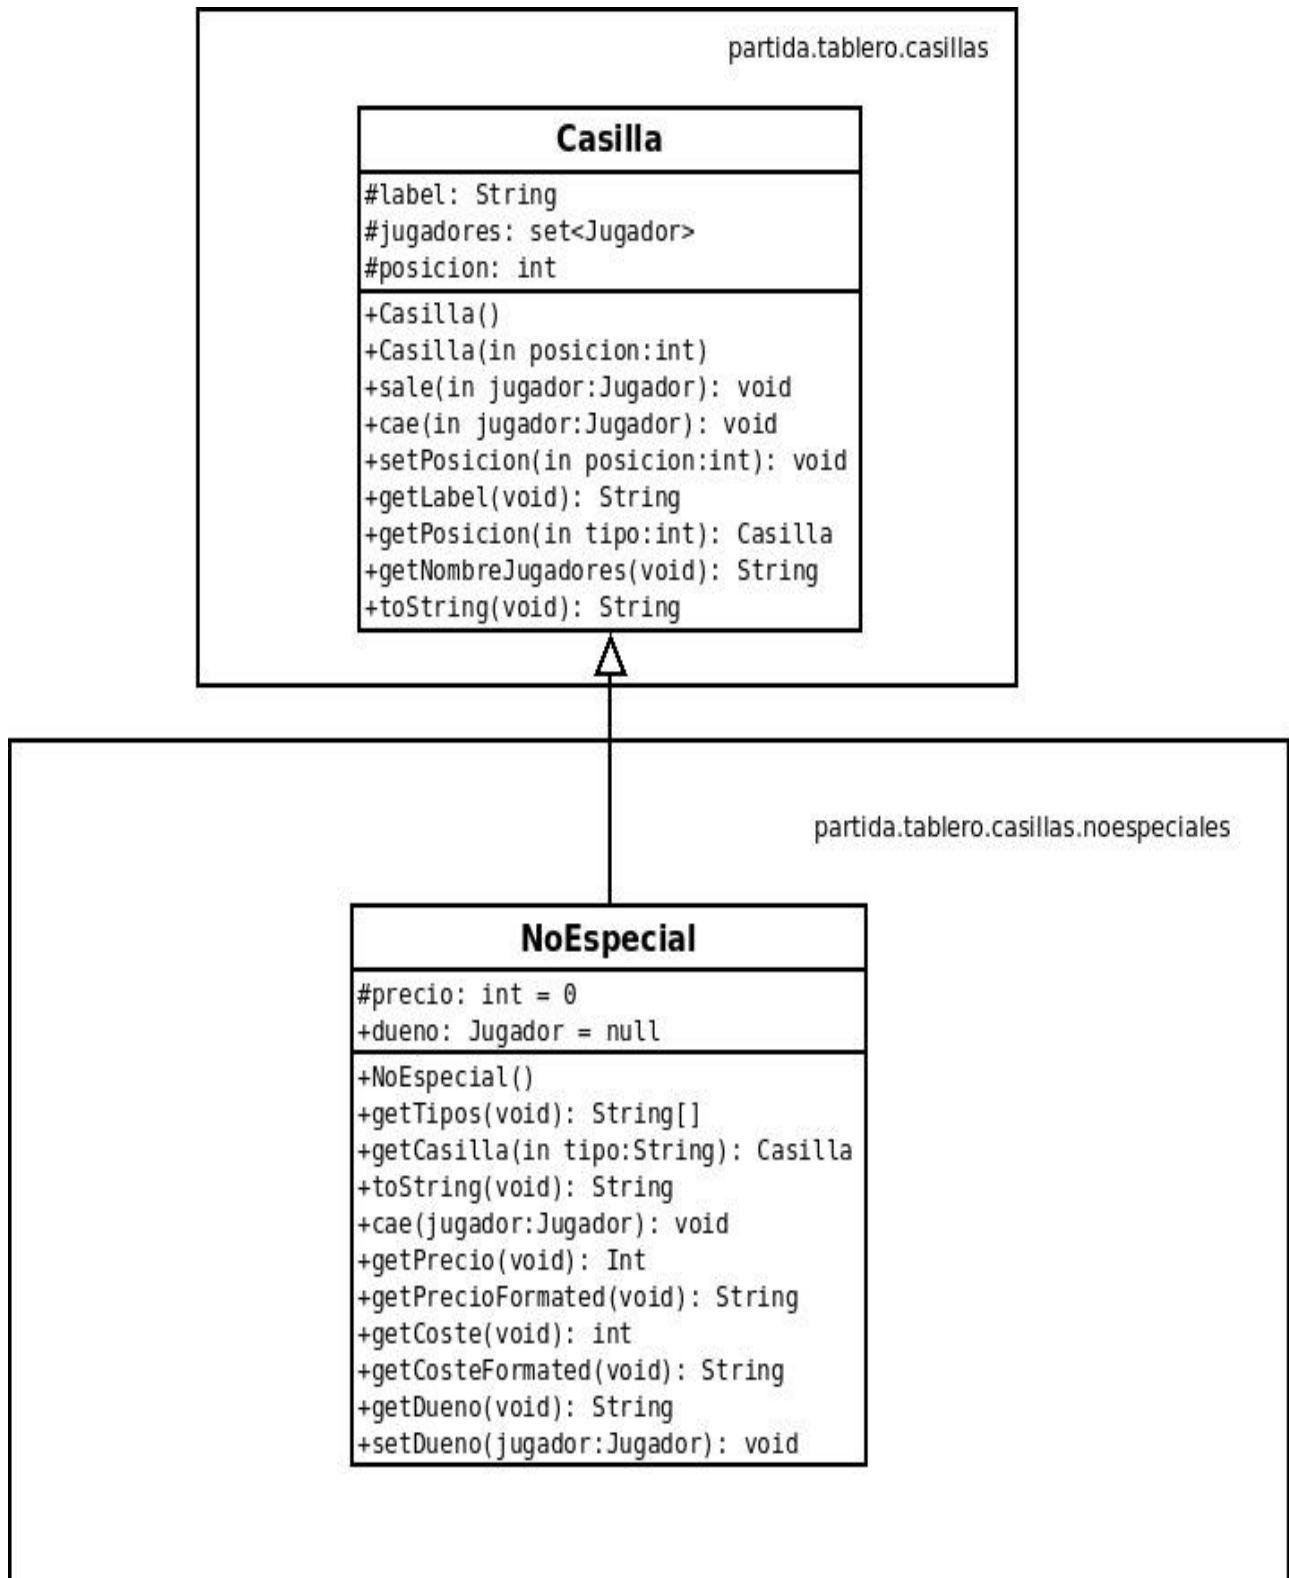 partida.tablero.casillas
Casilla
#label: String
#jugadores: set<Jugador>
#posicion: int
+Casilla()
+Casilla(in posicion:int)
+sale(in jugador:Jugador): void
+cae(in jugador:Jugador): void
+setPosicion(in posicion:int): void
+getLabel(void): String
+getPosicion(in tipo:int): Casilla
+getNombreJugadores(void): String
+toString(void): String
partida.tablero.casillas.noespeciales
NoEspecial
#precio: int = 0
+dueno: Jugador = null
+NoEspecial()
+getTipos(void): String[]
+getCasilla(in tipo:String): Casilla
+toString(void): String
+cae(jugador:Jugador): void
+getPrecio(void): Int
+getPrecioFormated(void): String
+getCoste(void): int
+getCosteFormated(void): String
+getDueno(void): String
+setDueno(jugador:Jugador): void